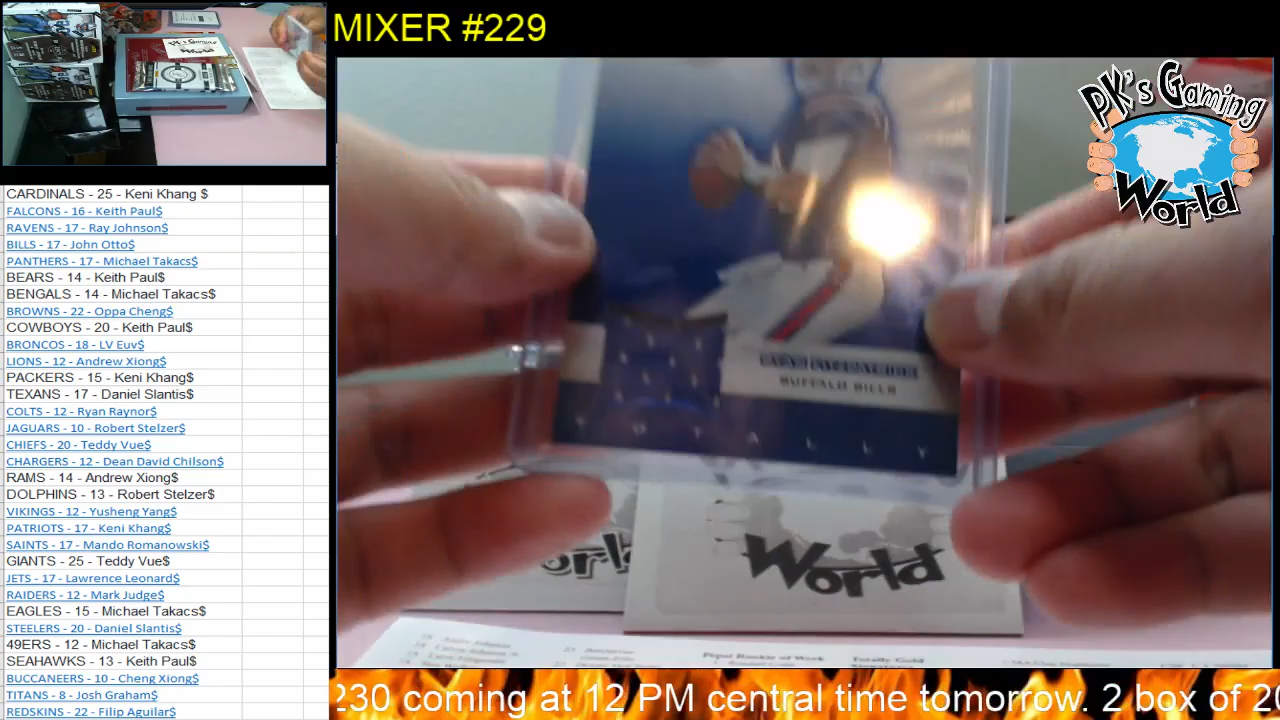 MIXER #229
PK's Gaming
World
CARDINALS - 25 - Keni Khang $
FALCONS - 16 - Keith Paul$
RAVENS - 17 - Ray Johnson$
BILLS - 17 - John Otto$
PANTHERS - 17 - Michael Takacs$
BEARS - 14 - Keith Paul$
BENGALS - 14 - Michael Takacs$
BROWNS - 22 - Oppa Cheng$
COWBOYS - 20 - Keith Paul$
BRONCOS - 18 - LV Euv$
LIONS - 12 - Andrew Xiong$
PACKERS - 15 - Keni Khang$
TEXANS - 17 - Daniel Slantis$
COLTS - 12 - Ryan Raynor$
JAGUARS - 10 - Robert Stelzer$
CHIEFS - 20 - Teddy Vue$
CHARGERS - 12 - Dean David Chilson$
RAMS - 14 - Andrew Xiong$
DOLPHINS - 13 - Robert Stelzer$
VIKINGS - 12 - Yusheng Yang$
PATRIOTS - 17 - Keni Khang$
SAINTS - 17 - Mando Romanowski$
GIANTS - 25 - Teddy Vue$
JETS - 17 - Lawrence Leonard$
RAIDERS - 12 - Mark Judge$
EAGLES - 15 - Michael Takacs$
STEELERS - 20 - Daniel Slantis$
49ERS - 12 - Michael Takacs$
SEAHAWKS - 13 - Keith Paul$
BUCCANEERS - 10 - Cheng Xiong$
TITANS - 8 - Josh Graham$
REDSKINS - 22 - Filip Aguilar$
RYAN FITZPATRICK
BUFFALO BILLS
TOTALLY
World
World
230 coming at 12 PM central time tomorrow. 2 box of 20